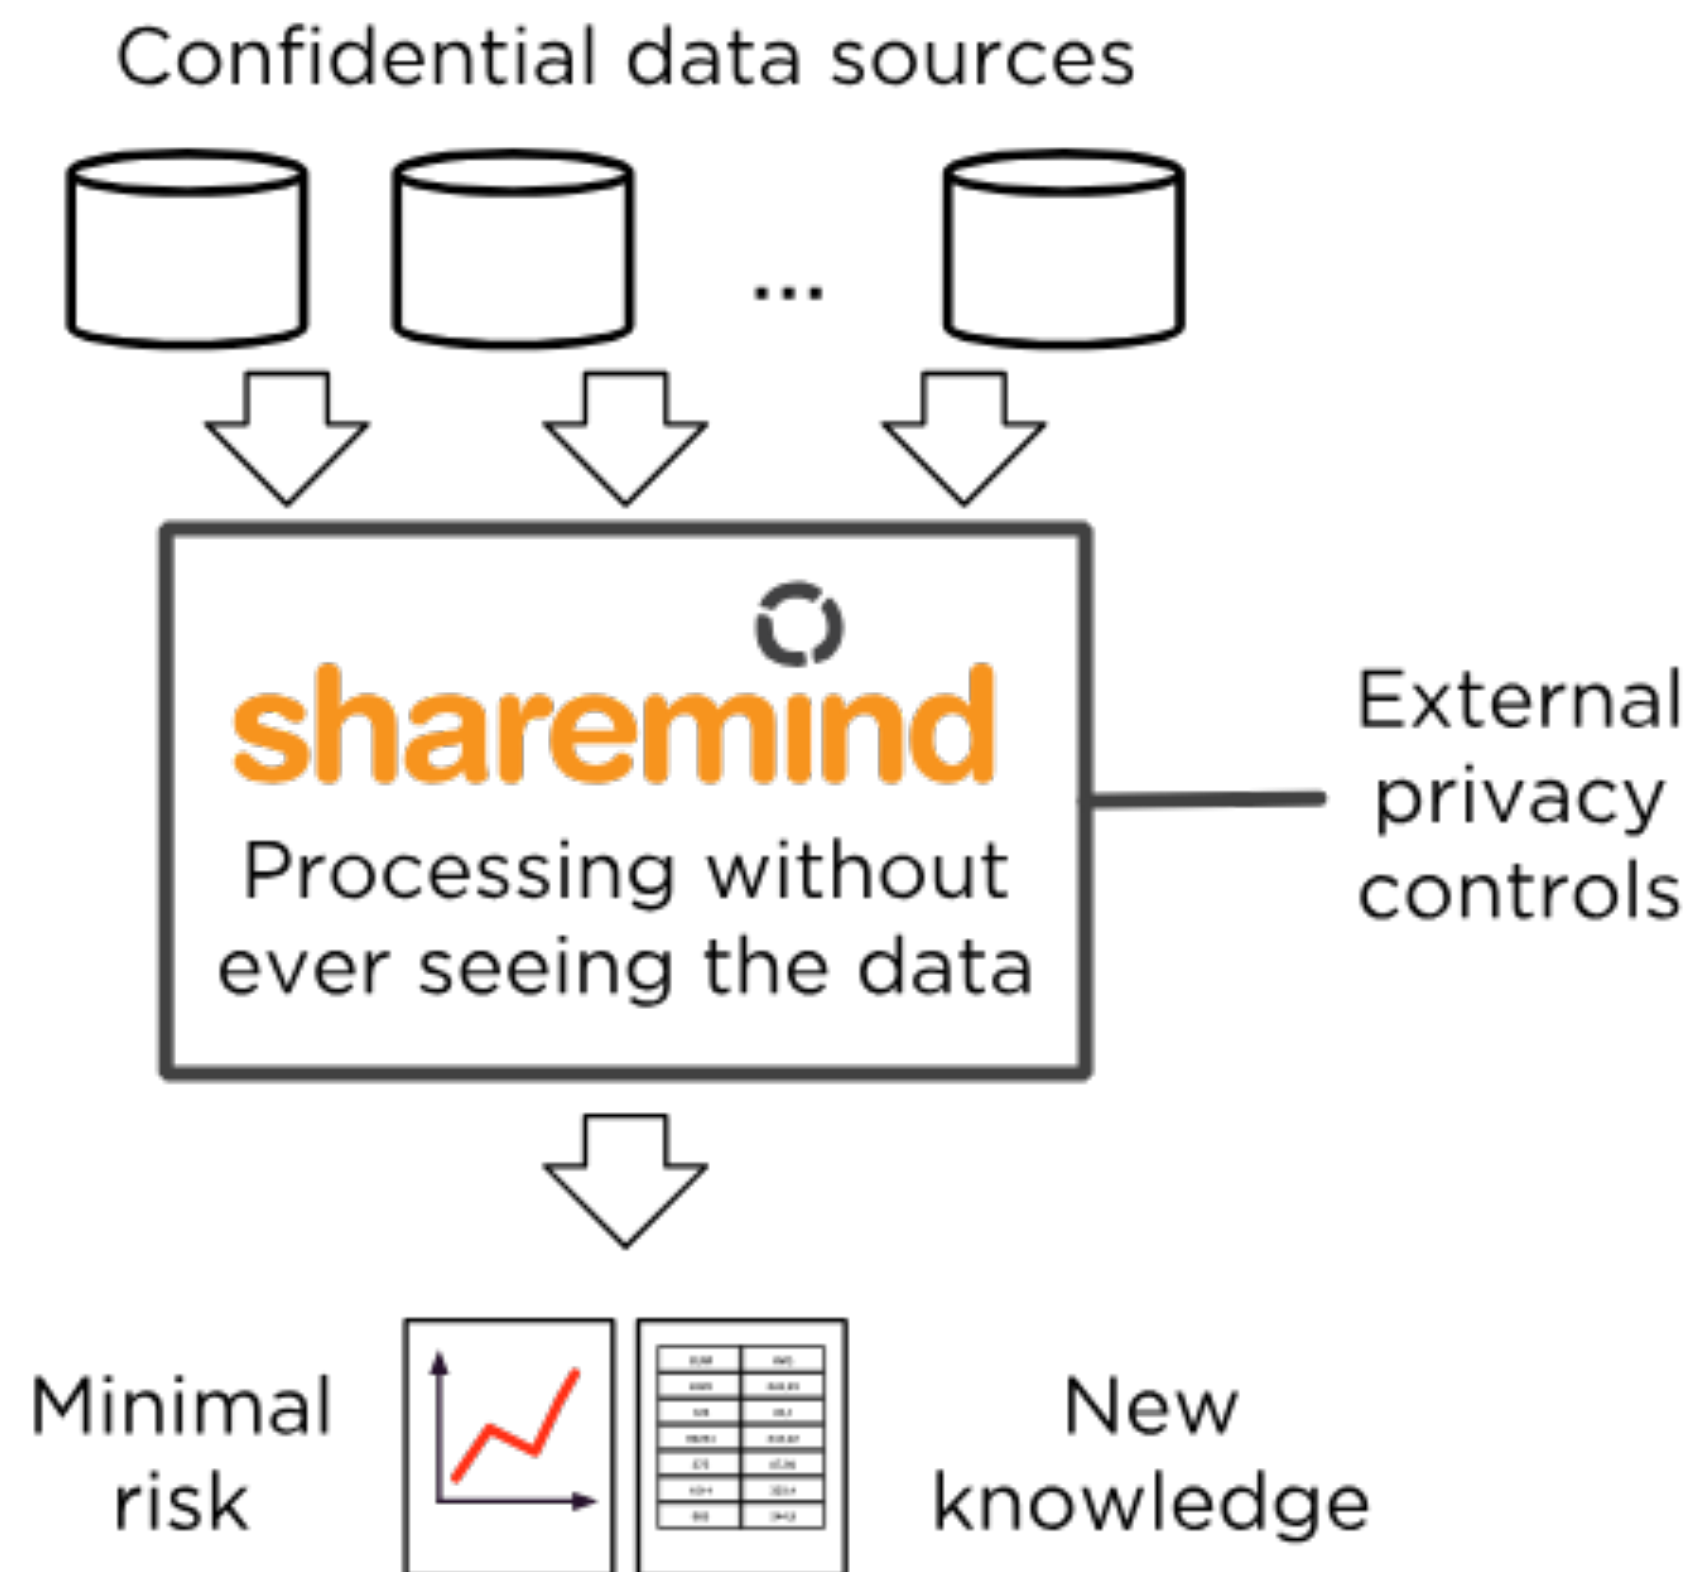 Confidential data sources
...
sharemind
Processing without
ever seeing the data
External
privacy
controls
Minimal
risk
New
knowledge